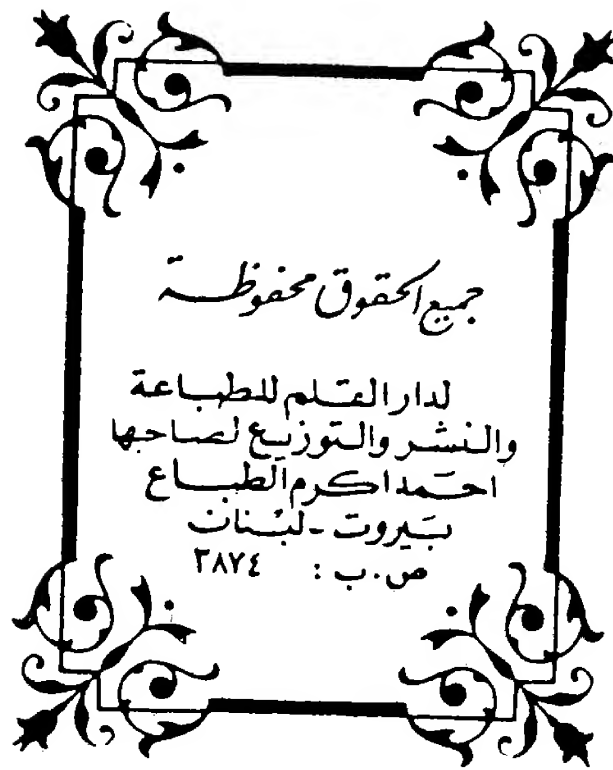 جميع الحقوق محفوظة
لدار القلم للطباعة
والنشر والتوزيع لصاحبها
احمد اكرم الطباع
بيروت - لبنان
ص.ب : ٣٨٧٤